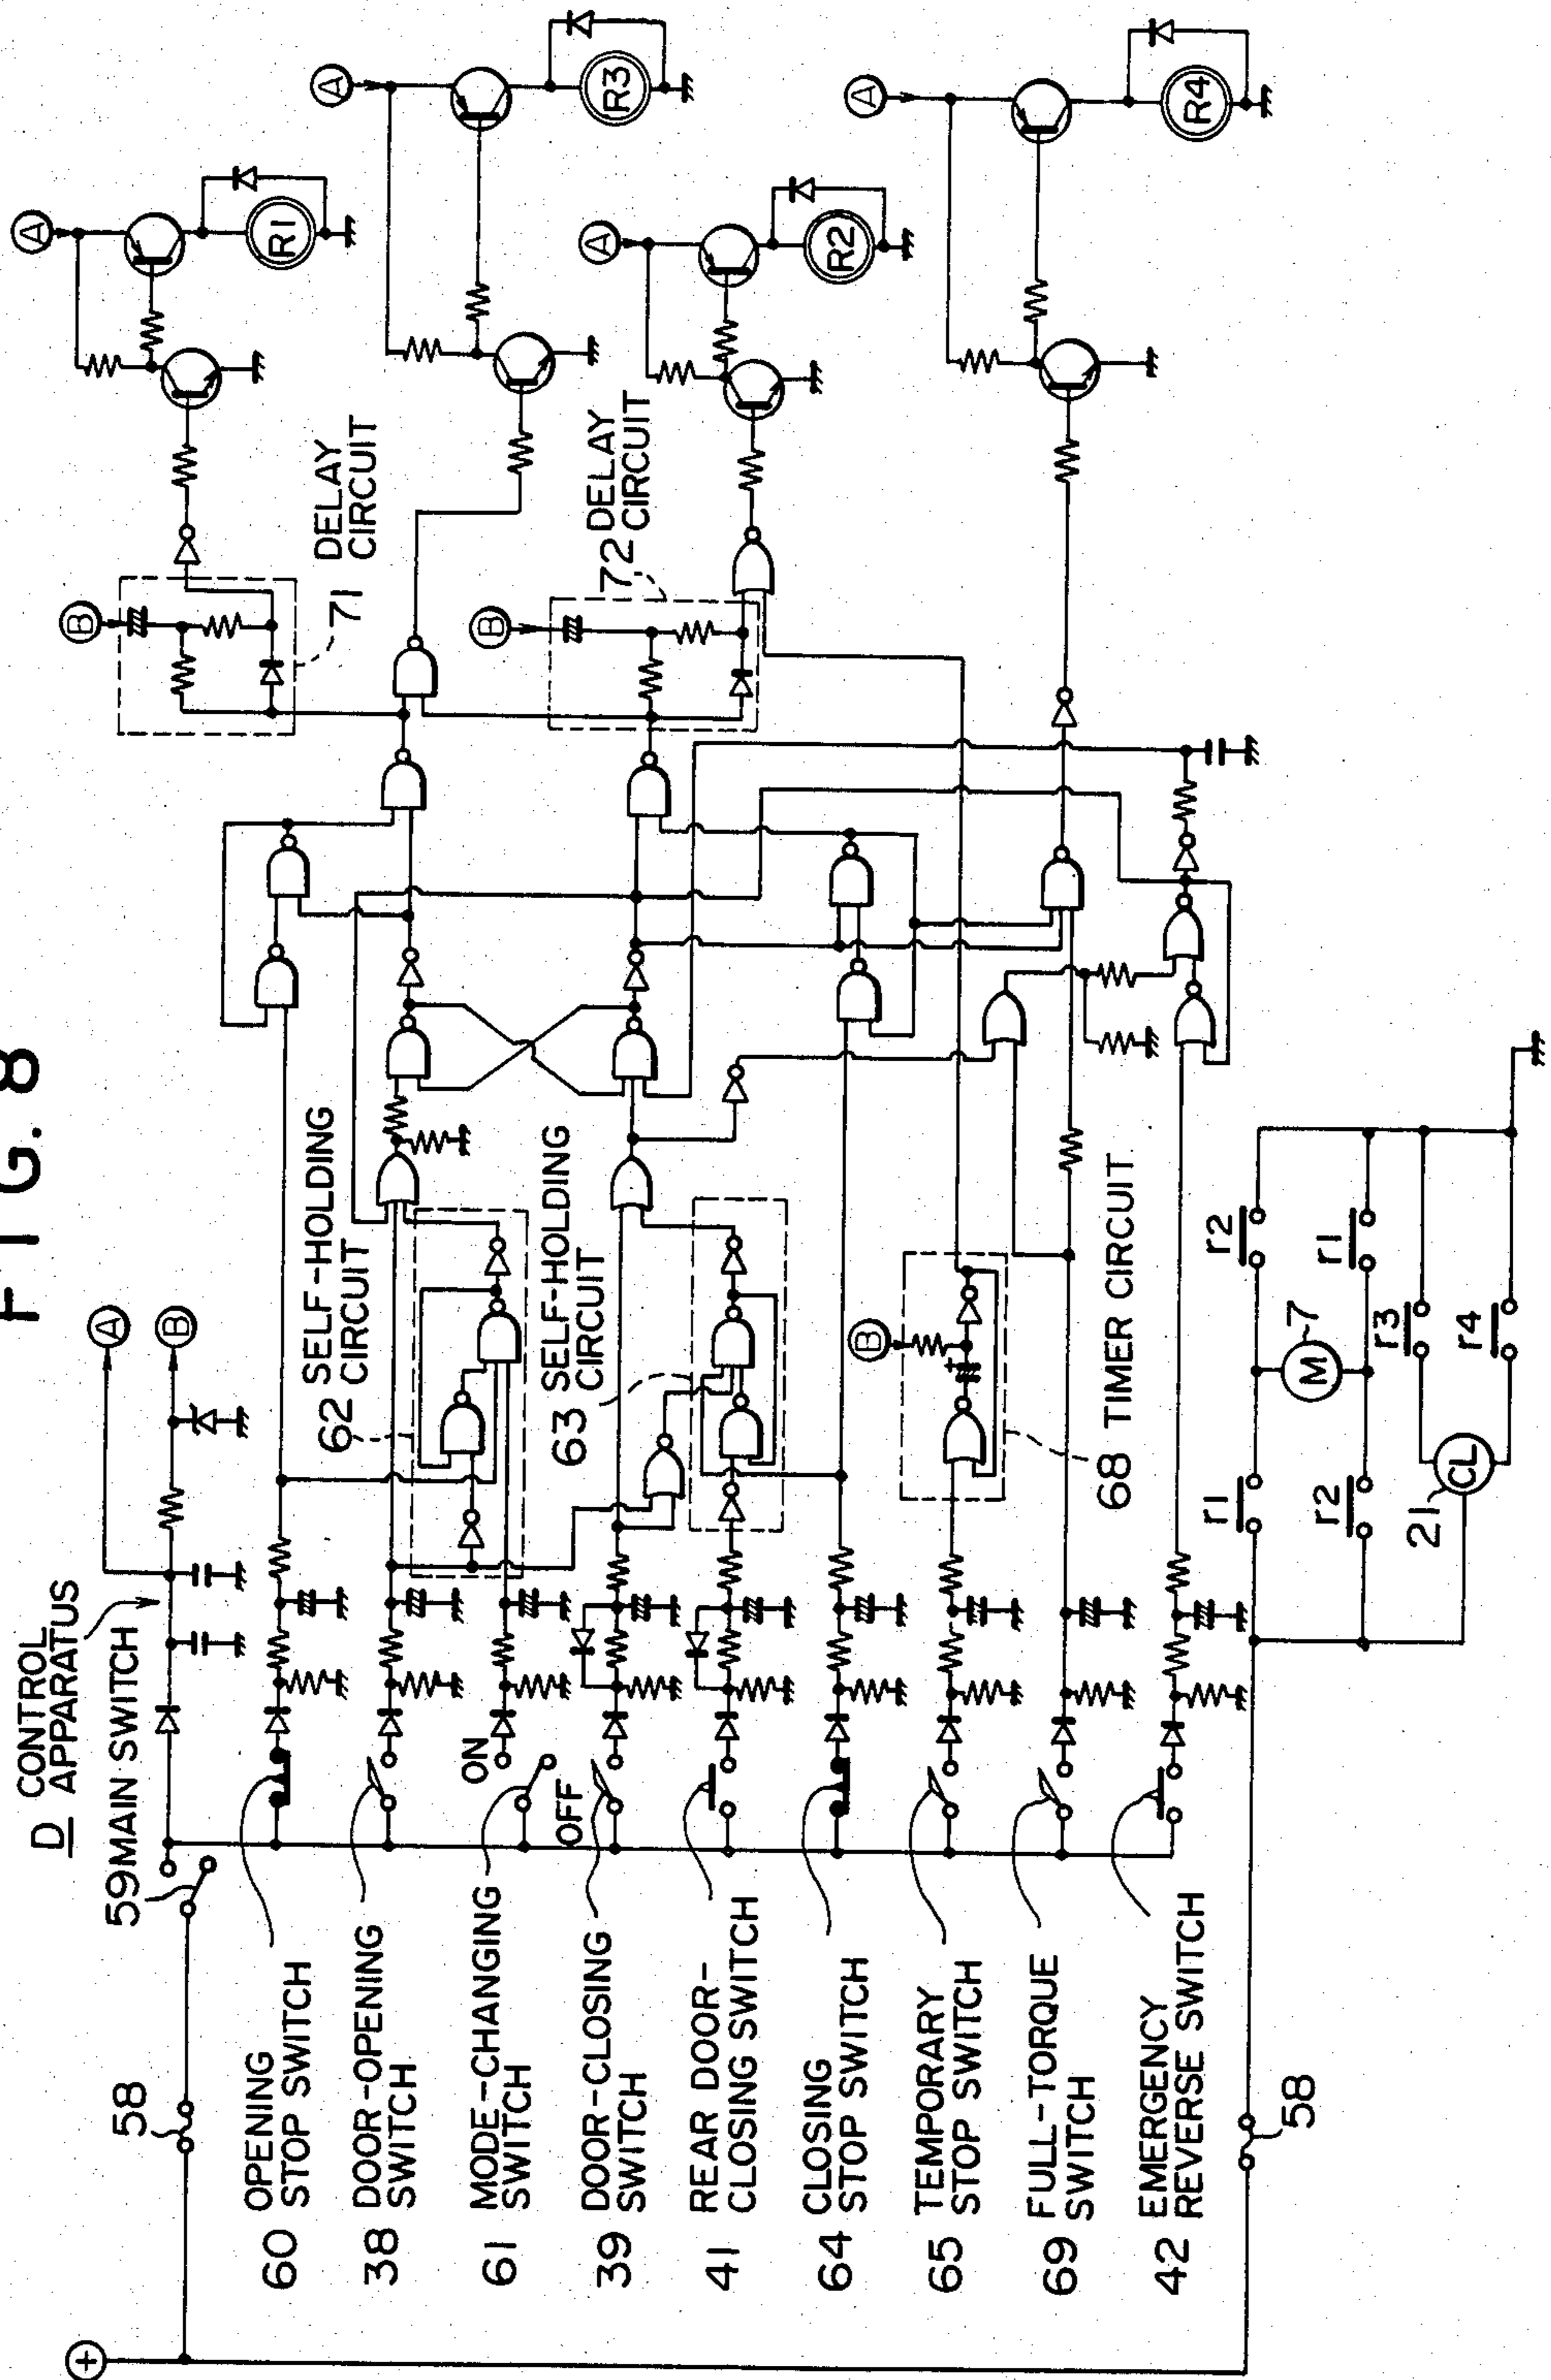 FIG. 8
D CONTROL
APPARATUS
59 MAIN SWITCH
58
A
B
60 OPENING
STOP SWITCH
38 DOOR-OPENING
SWITCH
61 MODE-CHANGING
SWITCH
ON
OFF
39 DOOR-CLOSING
SWITCH
41 REAR DOOR-
CLOSING SWITCH
64 CLOSING
STOP SWITCH
65 TEMPORARY
STOP SWITCH
69 FULL-TORQUE
SWITCH
42 EMERGENCY
REVERSE SWITCH
58
SELF-HOLDING
62 CIRCUIT
SELF-HOLDING
63 CIRCUIT
B
68 TIMER CIRCUIT
B
71 DELAY
CIRCUIT
B
72 DELAY
CIRCUIT
A
R1
A
R3
A
R2
A
R4
r1
r2
M
7
r2
r1
r3
r4
21
CL
+